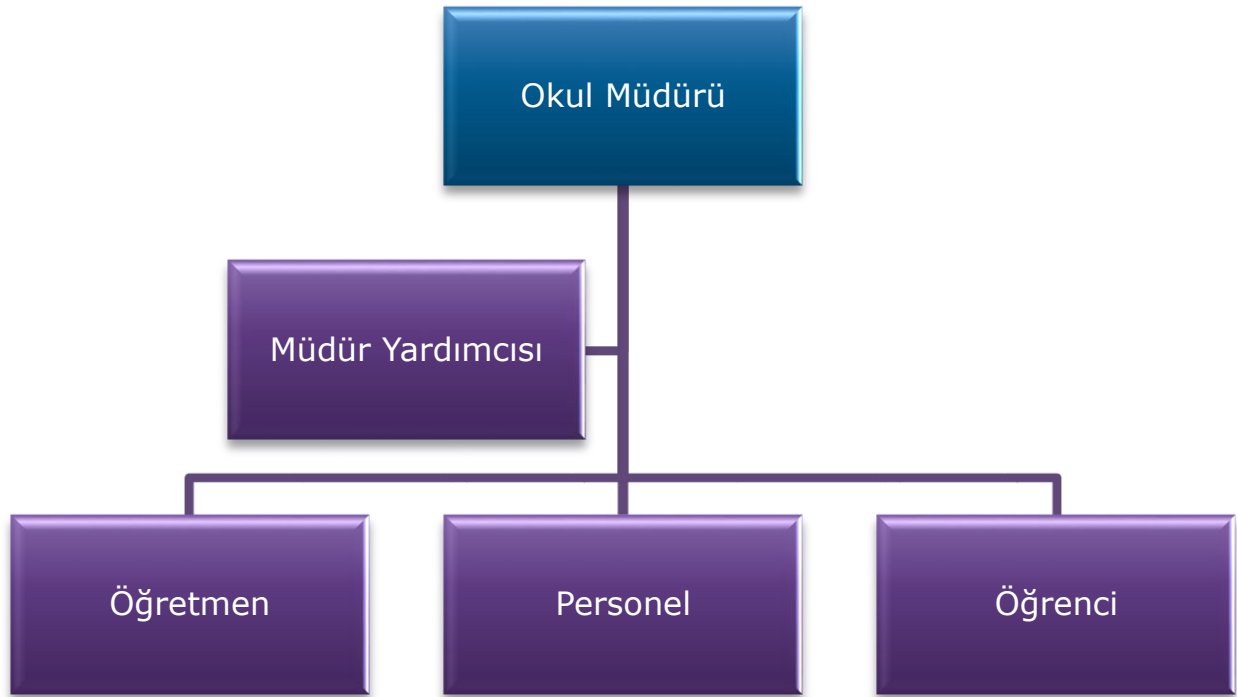 Okul Müdürü
Müdür Yardımcısı
Öğretmen
Personel
Öğrenci